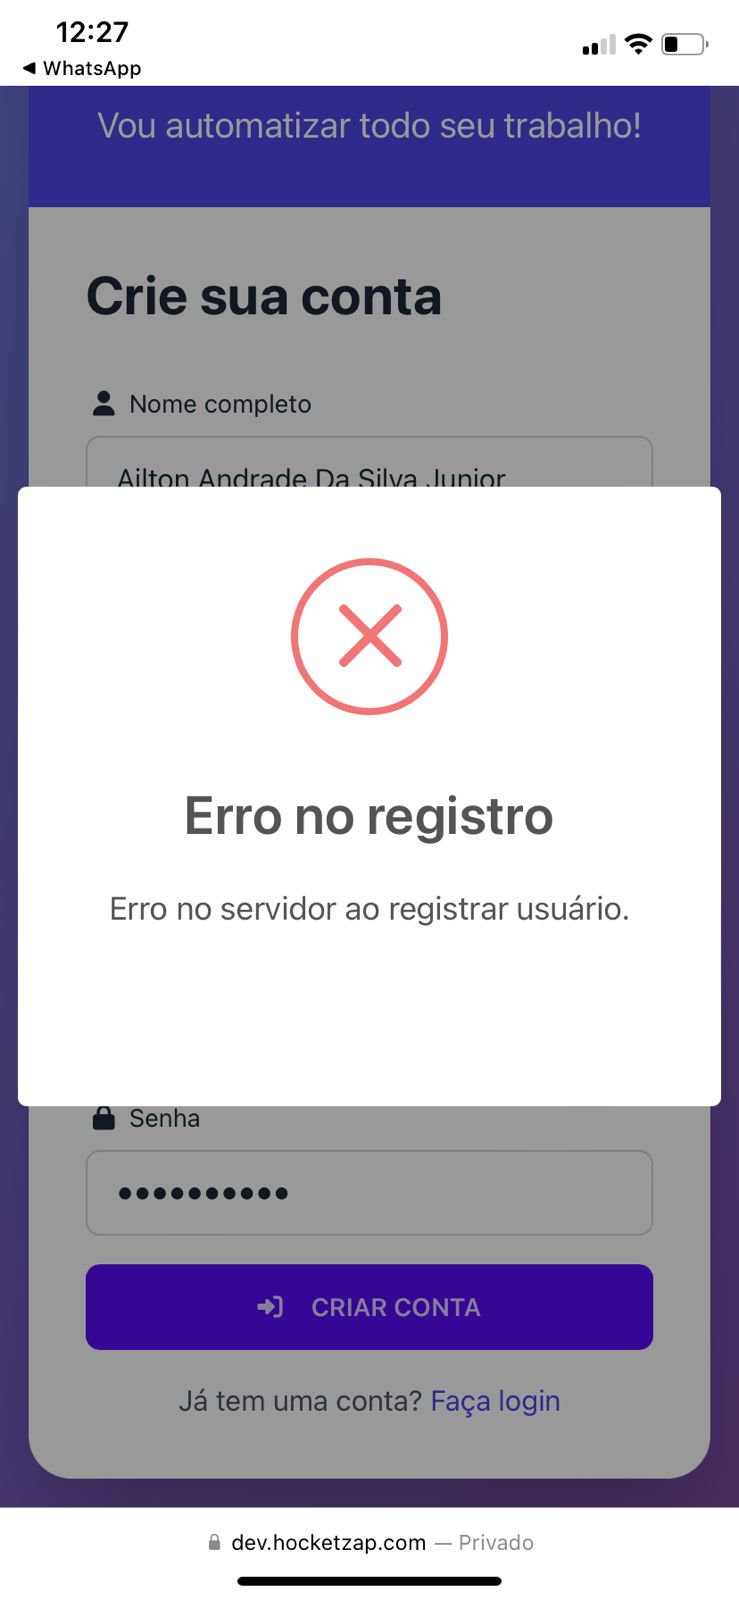 12:27
◀ WhatsApp
Vou automatizar todo seu trabalho!
Crie sua conta
Nome completo
Ailton Andrade Da Silva Junior
Erro no registro
Erro no servidor ao registrar usuário.
Senha
••••••••••
CRIAR CONTA
Já tem uma conta? Faça login
dev.hocketzap.com — Privado